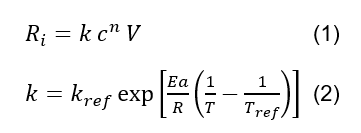 R_i = k c^n V (1)
k = k_ref exp [ Ea/R ( 1/T − 1/T_ref ) ] (2)